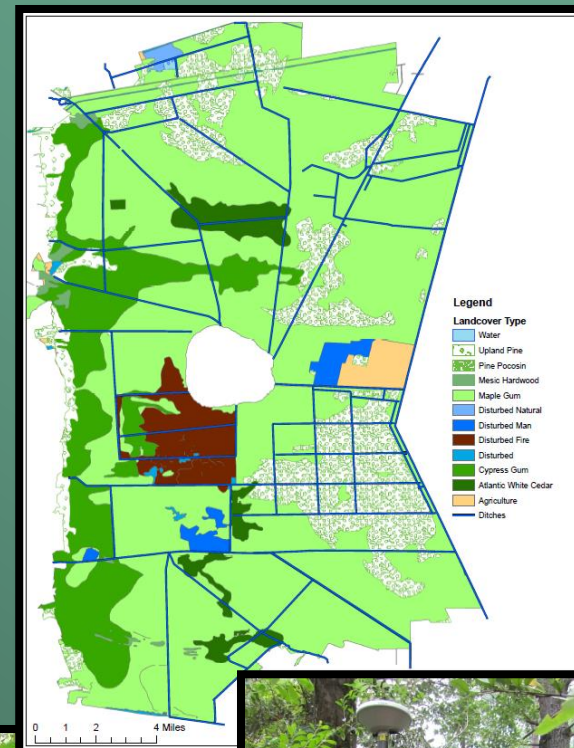 Legend
Landcover Type
Water
Upland Pine
Pine Pocosin
Mesic Hardwood
Maple Gum
Disturbed Natural
Disturbed Man
Disturbed Fire
Disturbed
Cypress Gum
Atlantic White Cedar
Agriculture
Ditches
0 1 2 4 Miles